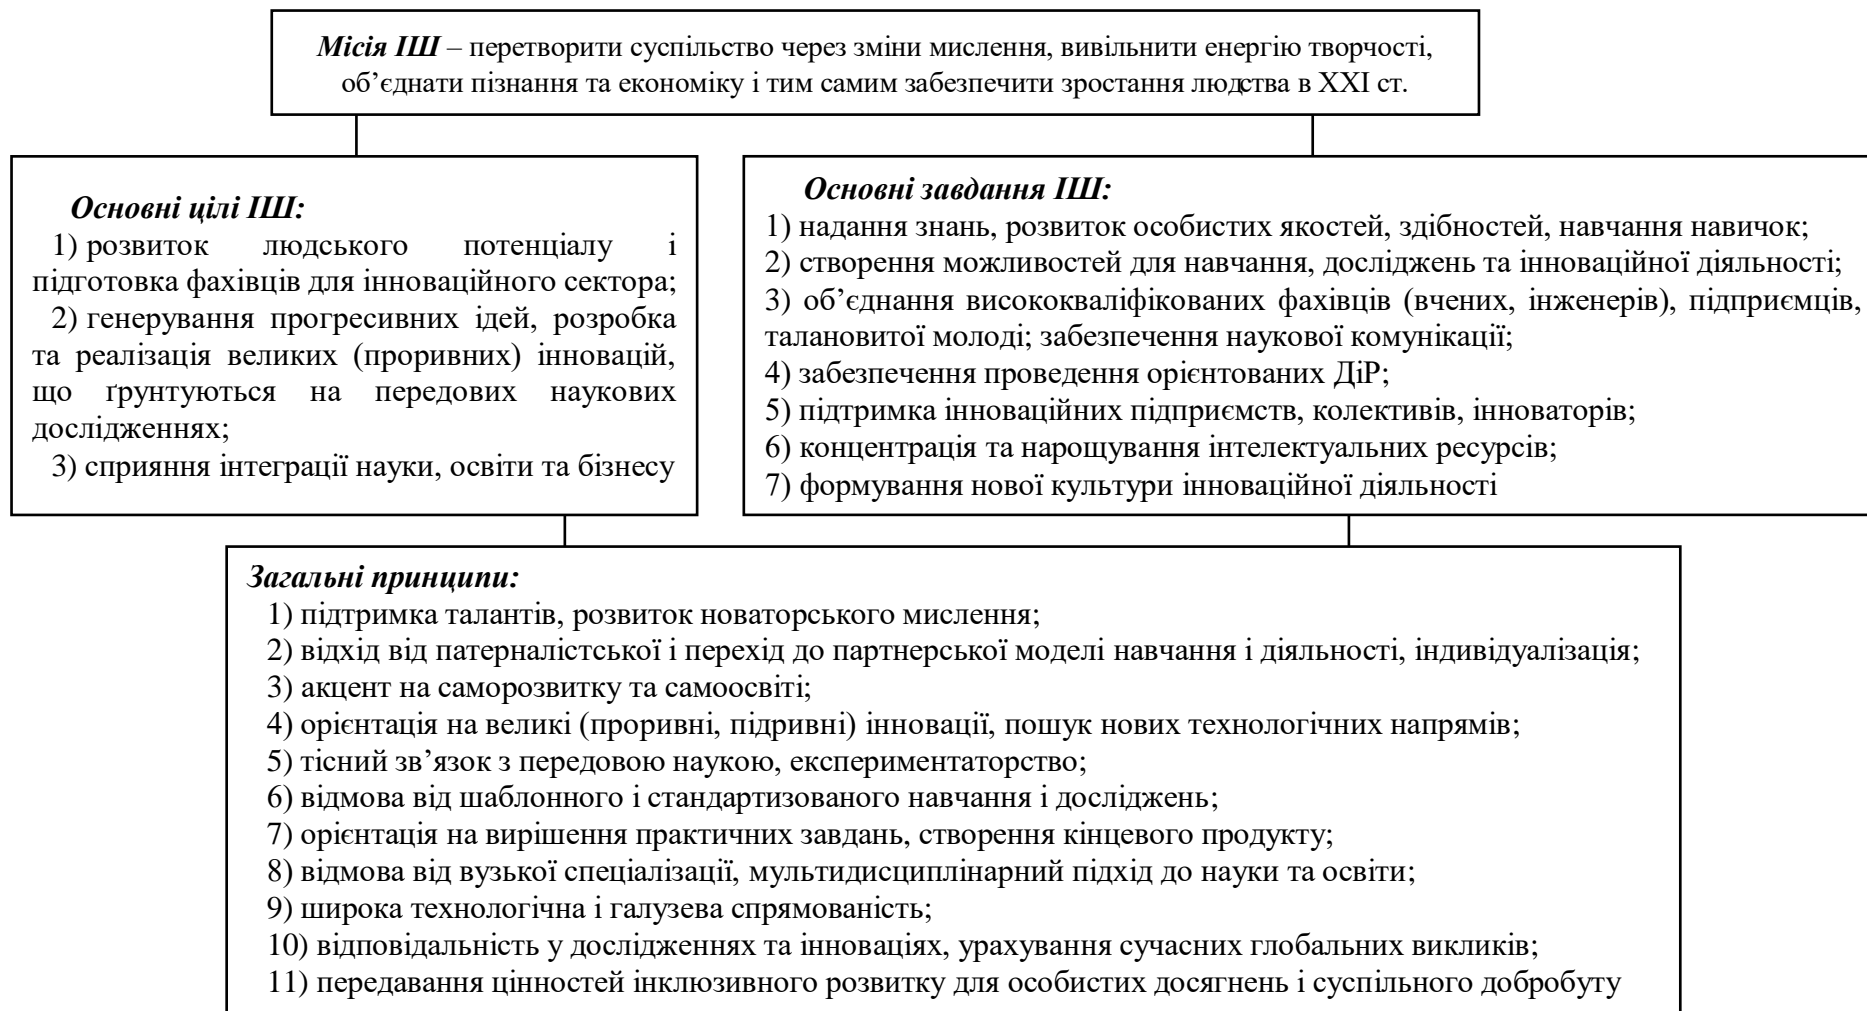 Місія ІШ – перетворити суспільство через зміни мислення, вивільнити енергію творчості,
об’єднати пізнання та економіку і тим самим забезпечити зростання людства в ХХІ ст.
Основні цілі ІШ:
1) розвиток людського потенціалу і
підготовка фахівців для інноваційного сектора;
2) генерування прогресивних ідей, розробка
та реалізація великих (проривних) інновацій,
що ґрунтуються на передових наукових
дослідженнях;
3) сприяння інтеграції науки, освіти та бізнесу
Основні завдання ІШ:
1) надання знань, розвиток особистих якостей, здібностей, навчання навичок;
2) створення можливостей для навчання, досліджень та інноваційної діяльності;
3) об’єднання висококваліфікованих фахівців (вчених, інженерів), підприємців,
талановитої молоді; забезпечення наукової комунікації;
4) забезпечення проведення орієнтованих ДіР;
5) підтримка інноваційних підприємств, колективів, інноваторів;
6) концентрація та нарощування інтелектуальних ресурсів;
7) формування нової культури інноваційної діяльності
Загальні принципи:
1) підтримка талантів, розвиток новаторського мислення;
2) відхід від патерналістської і перехід до партнерської моделі навчання і діяльності, індивідуалізація;
3) акцент на саморозвитку та самоосвіті;
4) орієнтація на великі (проривні, підривні) інновації, пошук нових технологічних напрямів;
5) тісний зв’язок з передовою наукою, експериментаторство;
6) відмова від шаблонного і стандартизованого навчання і досліджень;
7) орієнтація на вирішення практичних завдань, створення кінцевого продукту;
8) відмова від вузької спеціалізації, мультидисциплінарний підхід до науки та освіти;
9) широка технологічна і галузева спрямованість;
10) відповідальність у дослідженнях та інноваціях, урахування сучасних глобальних викликів;
11) передавання цінностей інклюзивного розвитку для особистих досягнень і суспільного добробуту